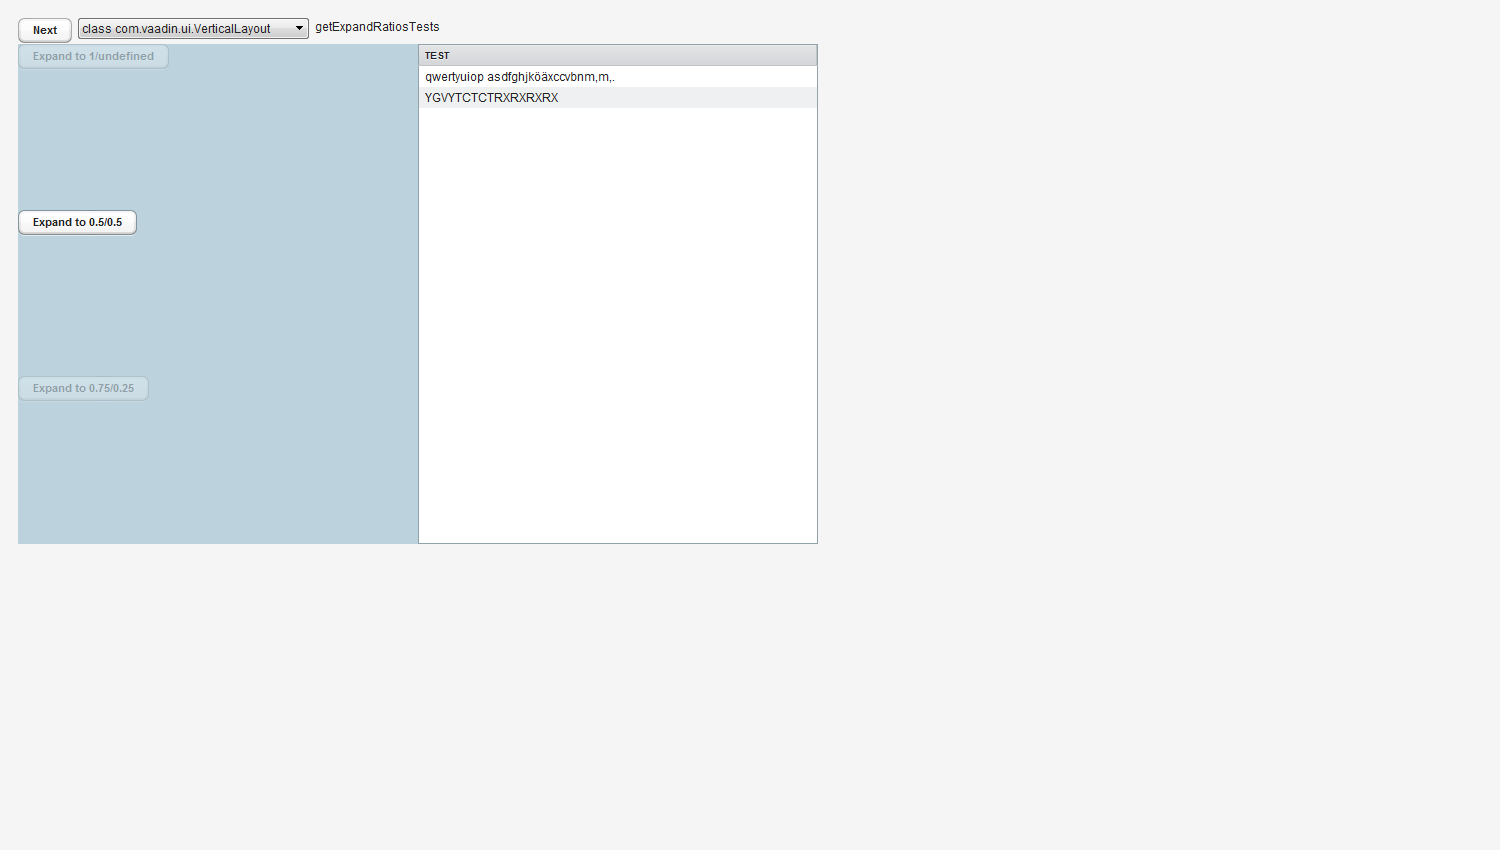 Next class com.vaadin.ui.VerticalLayout getExpandRatiosTests
Expand to 1/undefined
TEST
qwertyuiop asdfghjköäxccvbnm,m,.
YGVYTCTCTRXRXRXRX
Expand to 0.5/0.5
Expand to 0.75/0.25